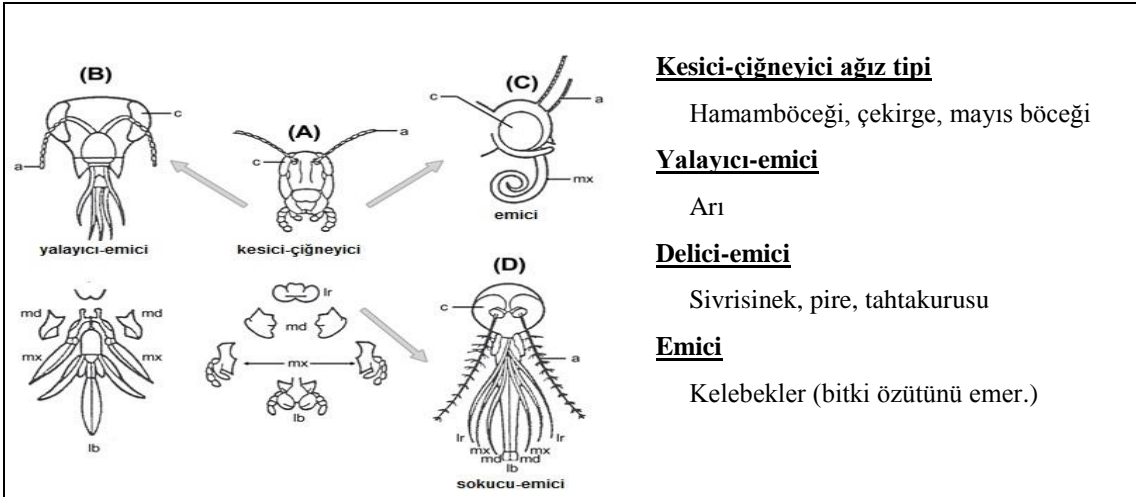 (B)
c
a
yalayıcı-emici
(A)
a
c
kesici-çiğneyici
(C)
c
a
mx
emici
md
md
mx
mx
lb
lr
md
mx
lb
(D)
c
a
lr
lr
mx
mx
md
md
lb
sokucu-emici
Kesici-çiğneyici ağız tipi
Hamamböceği, çekirge, mayıs böceği
Yalayıcı-emici
Arı
Delici-emici
Sivrisinek, pire, tahtakurusu
Emici
Kelebekler (bitki özütünü emer.)